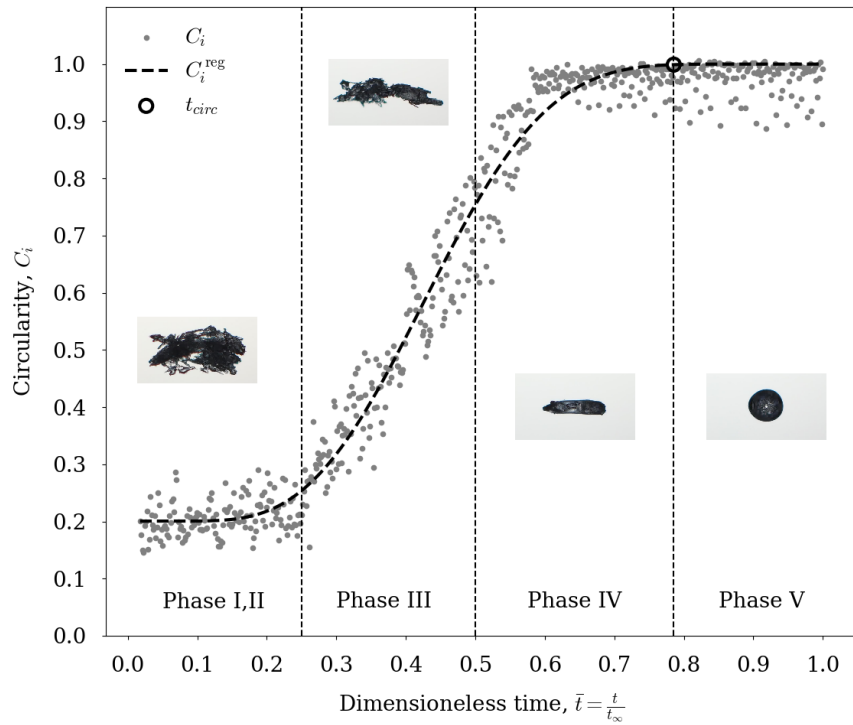 C_i
C_i^reg
t_circ
1.0
0.9
0.8
0.7
0.6
0.5
0.4
0.3
0.2
0.1
0.0
Circularity, C_i
Phase I,II
Phase III
Phase IV
Phase V
0.0 0.1 0.2 0.3 0.4 0.5 0.6 0.7 0.8 0.9 1.0
Dimensioneless time, t̄ = t/t_∞